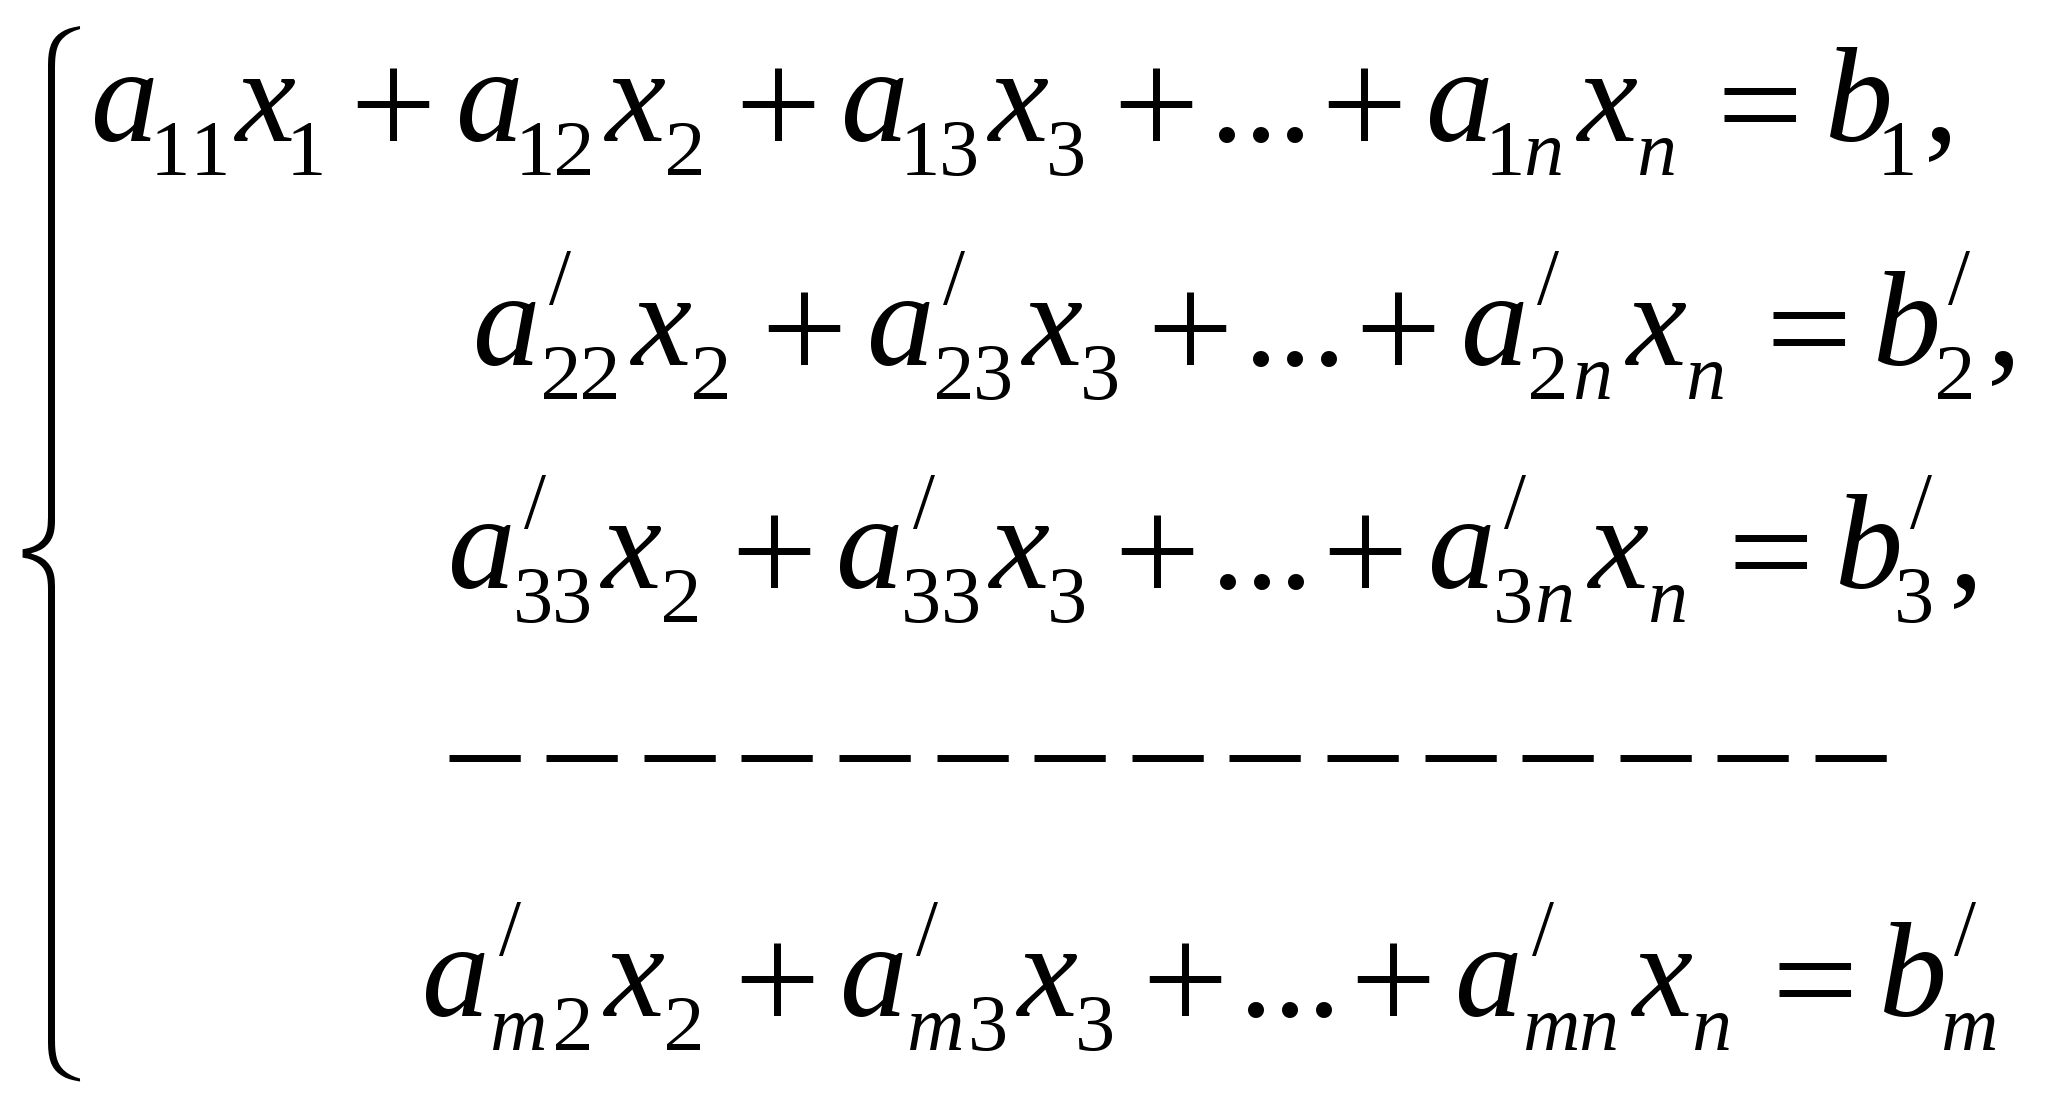 a₁₁x₁ + a₁₂x₂ + a₁₃x₃ + ... + a₁ₙxₙ = b₁,
a′₂₂x₂ + a′₂₃x₃ + ... + a′₂ₙxₙ = b′₂,
a′₃₃x₂ + a′₃₃x₃ + ... + a′₃ₙxₙ = b′₃,
− − − − − − − − − − − − − − −
a′ₘ₂x₂ + a′ₘ₃x₃ + ... + a′ₘₙxₙ = b′ₘ